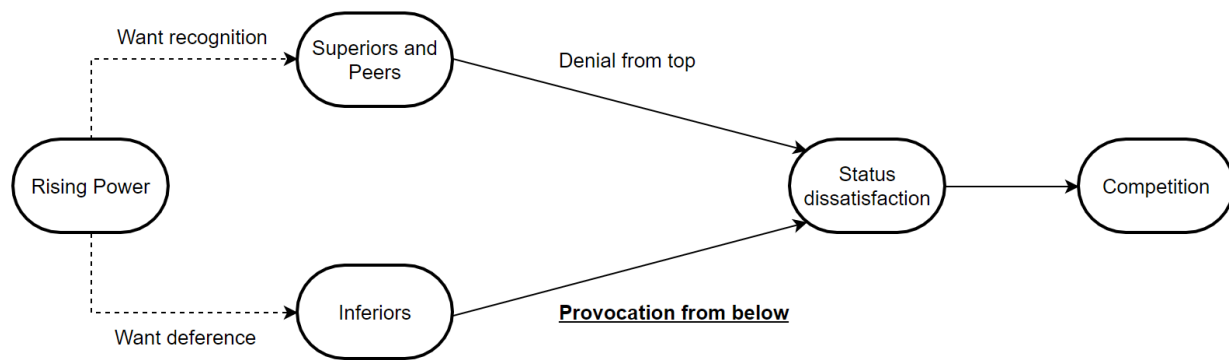 Want recognition
Superiors and
Peers
Denial from top
Rising Power
Status
dissatisfaction
Competition
Inferiors
Provocation from below
Want deference